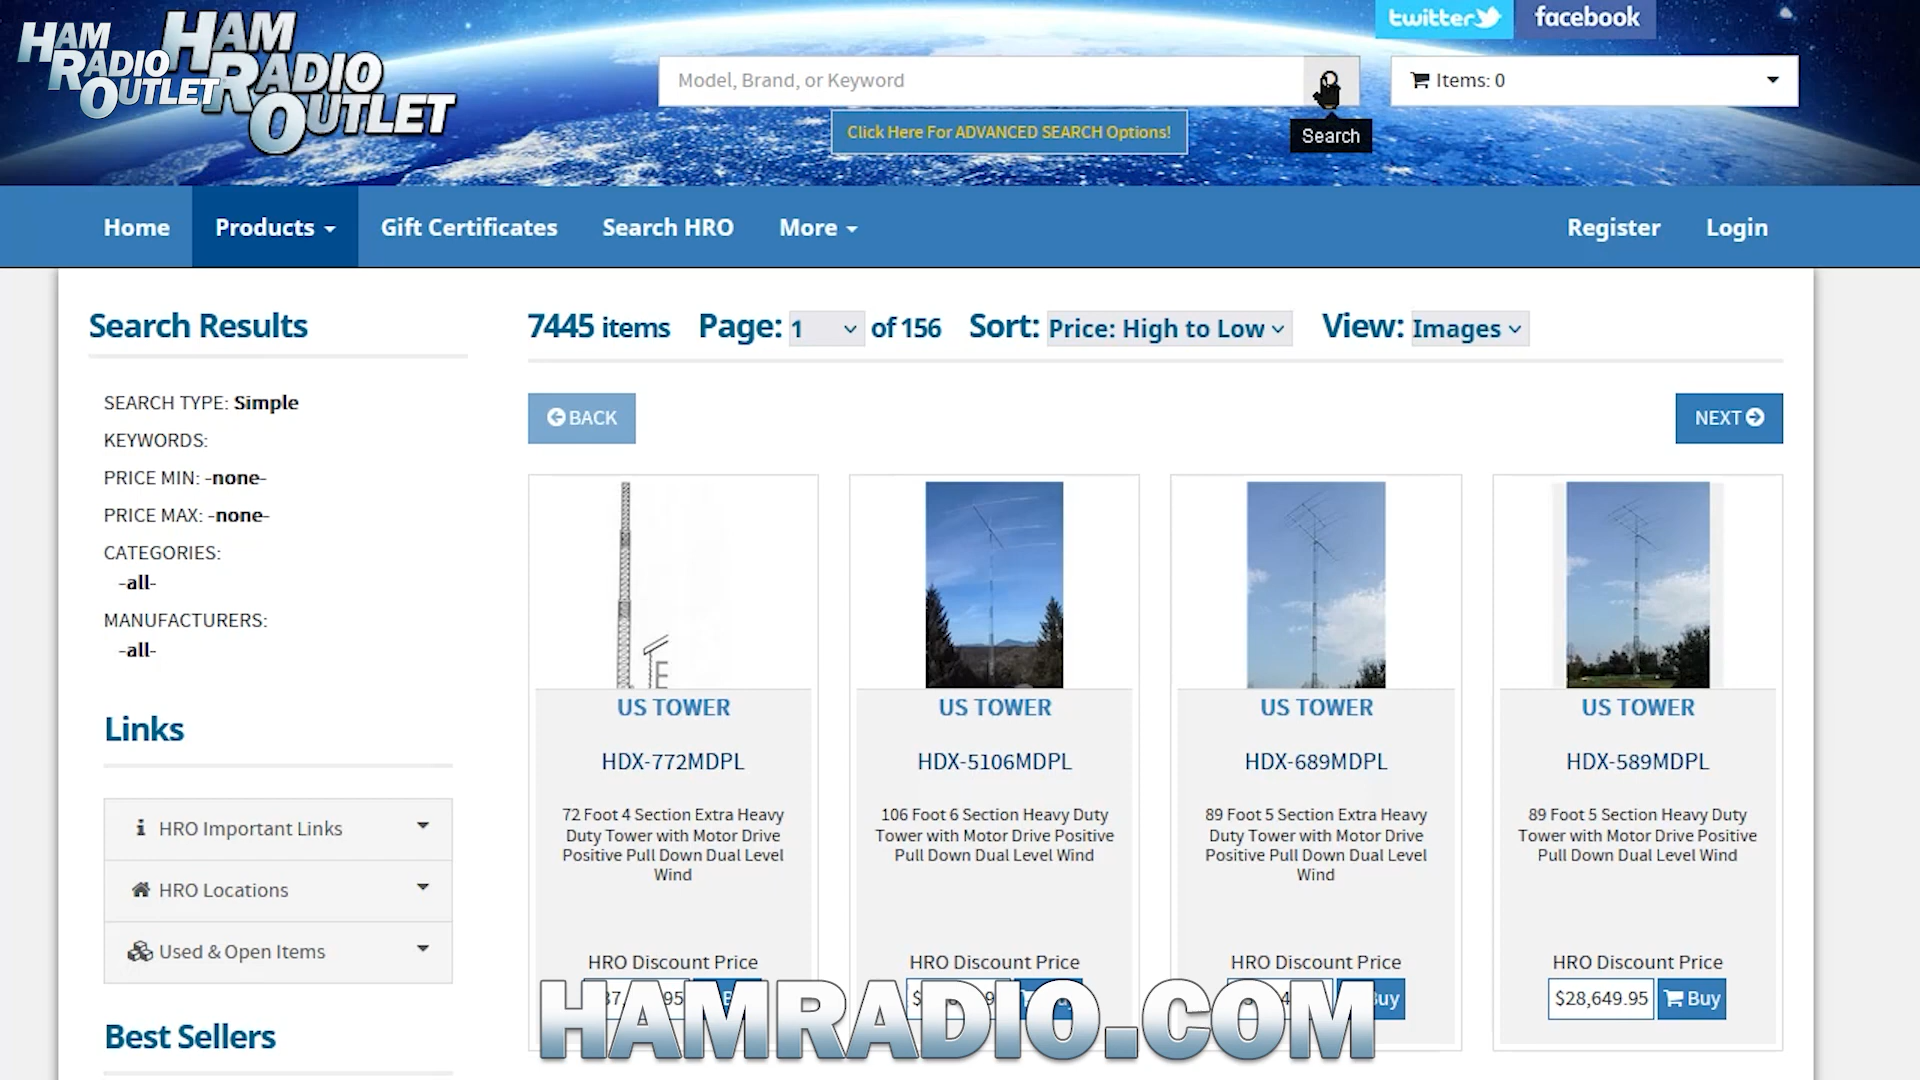 HAM RADIO OUTLET
HAM RADIO OUTLET
twitter
facebook
Model, Brand, or Keyword
Items: 0
Click Here For ADVANCED SEARCH Options!
Search
Home
Products
Gift Certificates
Search HRO
More
Register
Login
Search Results
7445 items
Page: 1 of 156
Sort: Price: High to Low
View: Images
SEARCH TYPE: Simple
KEYWORDS:
PRICE MIN: -none-
PRICE MAX: -none-
CATEGORIES:
-all-
MANUFACTURERS:
-all-
BACK
NEXT
US TOWER
HDX-772MDPL
72 Foot 4 Section Extra Heavy
Duty Tower with Motor Drive
Positive Pull Down Dual Level
Wind
HRO Discount Price
US TOWER
HDX-5106MDPL
106 Foot 6 Section Heavy Duty
Tower with Motor Drive Positive
Pull Down Dual Level Wind
HRO Discount Price
US TOWER
HDX-689MDPL
89 Foot 5 Section Extra Heavy
Duty Tower with Motor Drive
Positive Pull Down Dual Level
Wind
HRO Discount Price
US TOWER
HDX-589MDPL
89 Foot 5 Section Heavy Duty
Tower with Motor Drive Positive
Pull Down Dual Level Wind
HRO Discount Price
$28,649.95 Buy
Links
HRO Important Links
HRO Locations
Used & Open Items
Best Sellers
HAMRADIO.COM